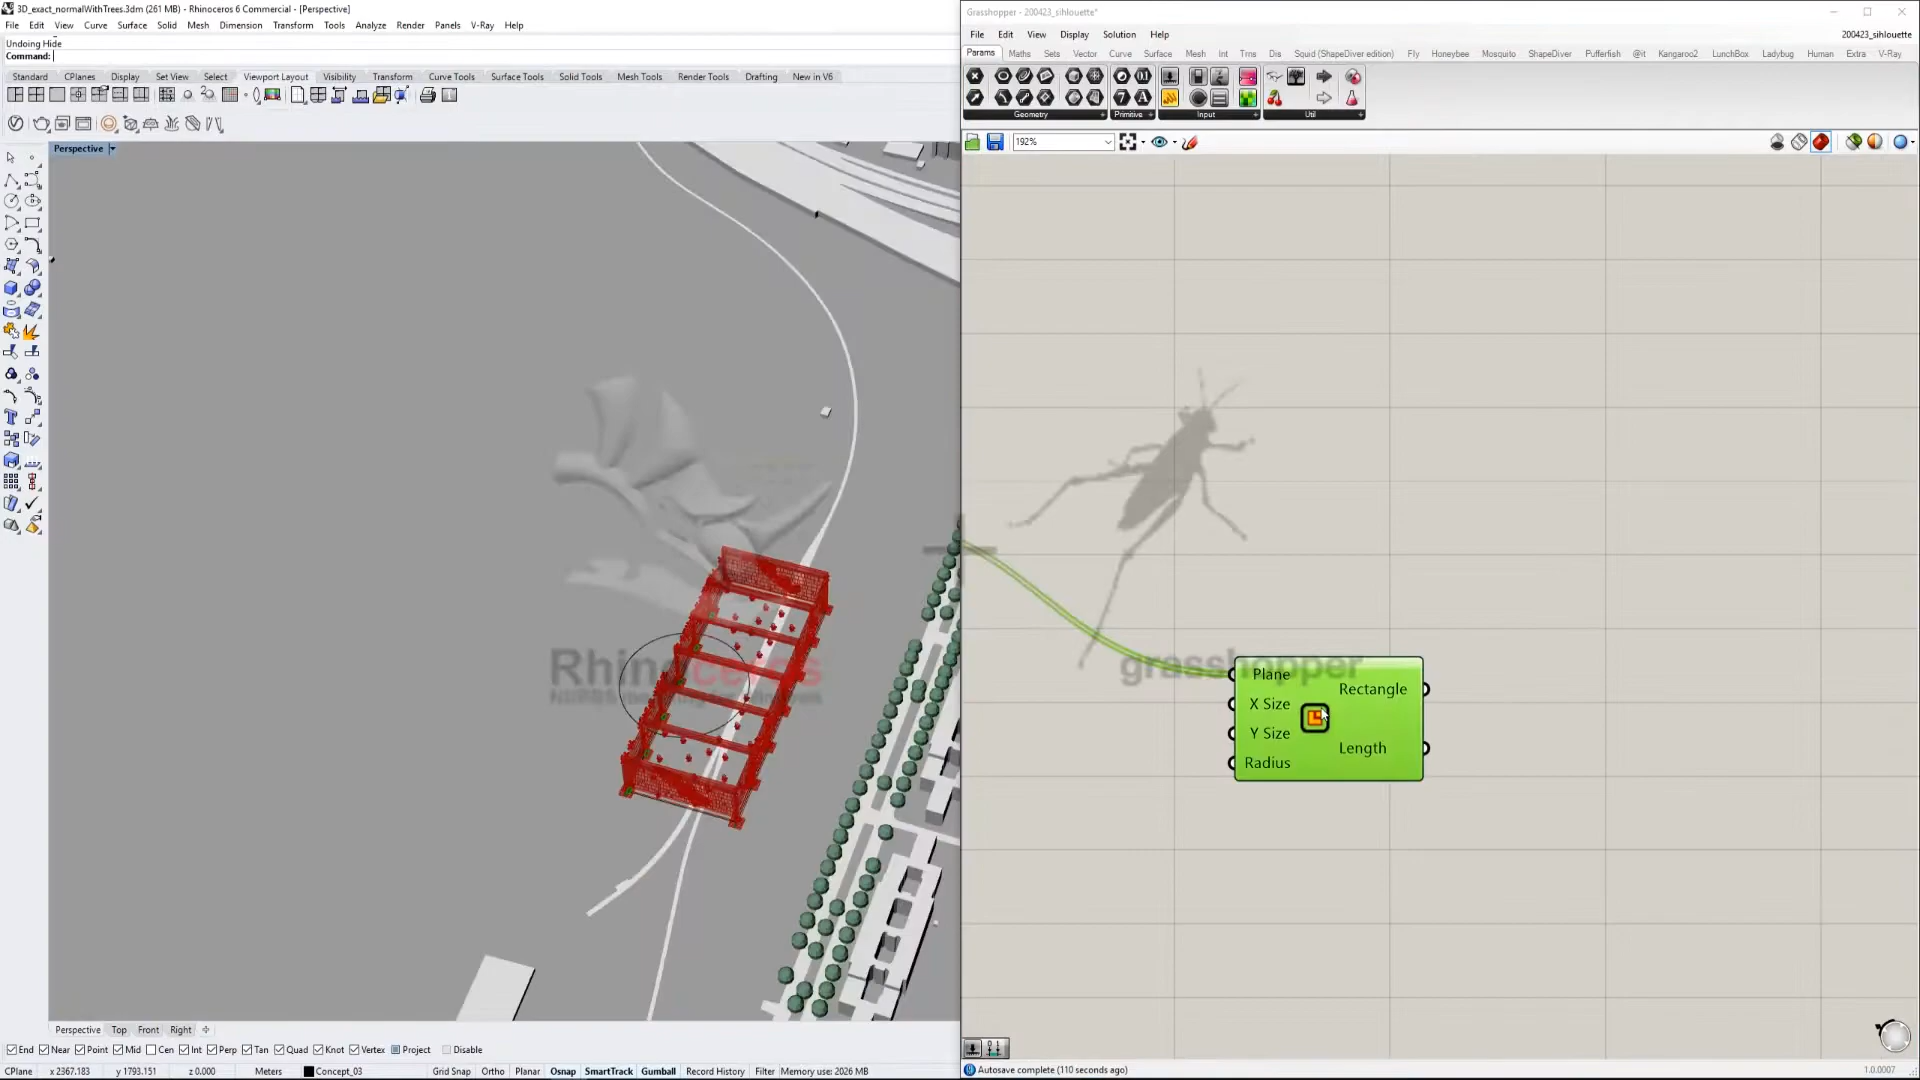 3D_exact_normalWithTrees.3dm (261 MB) - Rhinoceros 6 Commercial - [Perspective]
File Edit View Curve Surface Solid Mesh Dimension Transform Tools Analyze Render Panels V-Ray Help
Undoing Hide
Command:
Standard CPlanes Display Set View Select Viewport Layout Visibility Transform Curve Tools Surface Tools Solid Tools Mesh Tools Render Tools Drafting New in V6
Perspective
Rhinoceros
Perspective Top Front Right
End Near Point Mid Cen Int Perp Tan Quad Knot Vertex Project Disable
CPlane x 2367.183 y 1793.151 z 0.000 Meters Concept_03 Grid Snap Ortho Planar Osnap SmartTrack Gumball Record History Filter Memory use: 2026 MB
Grasshopper - 200423_sihlouette*
File Edit View Display Solution Help
200423_sihlouette
Params Maths Sets Vector Curve Surface Mesh Int Trns Dis Squid (ShapeDiver edition) Fly Honeybee Mosquito ShapeDiver Pufferfish @it Kangaroo2 LunchBox Ladybug Human Extra V-Ray
Geometry Primitive Input Util
192%
grasshopper
Plane
Rectangle
X Size
Y Size
Length
Radius
Autosave complete (110 seconds ago)
1.0.0007